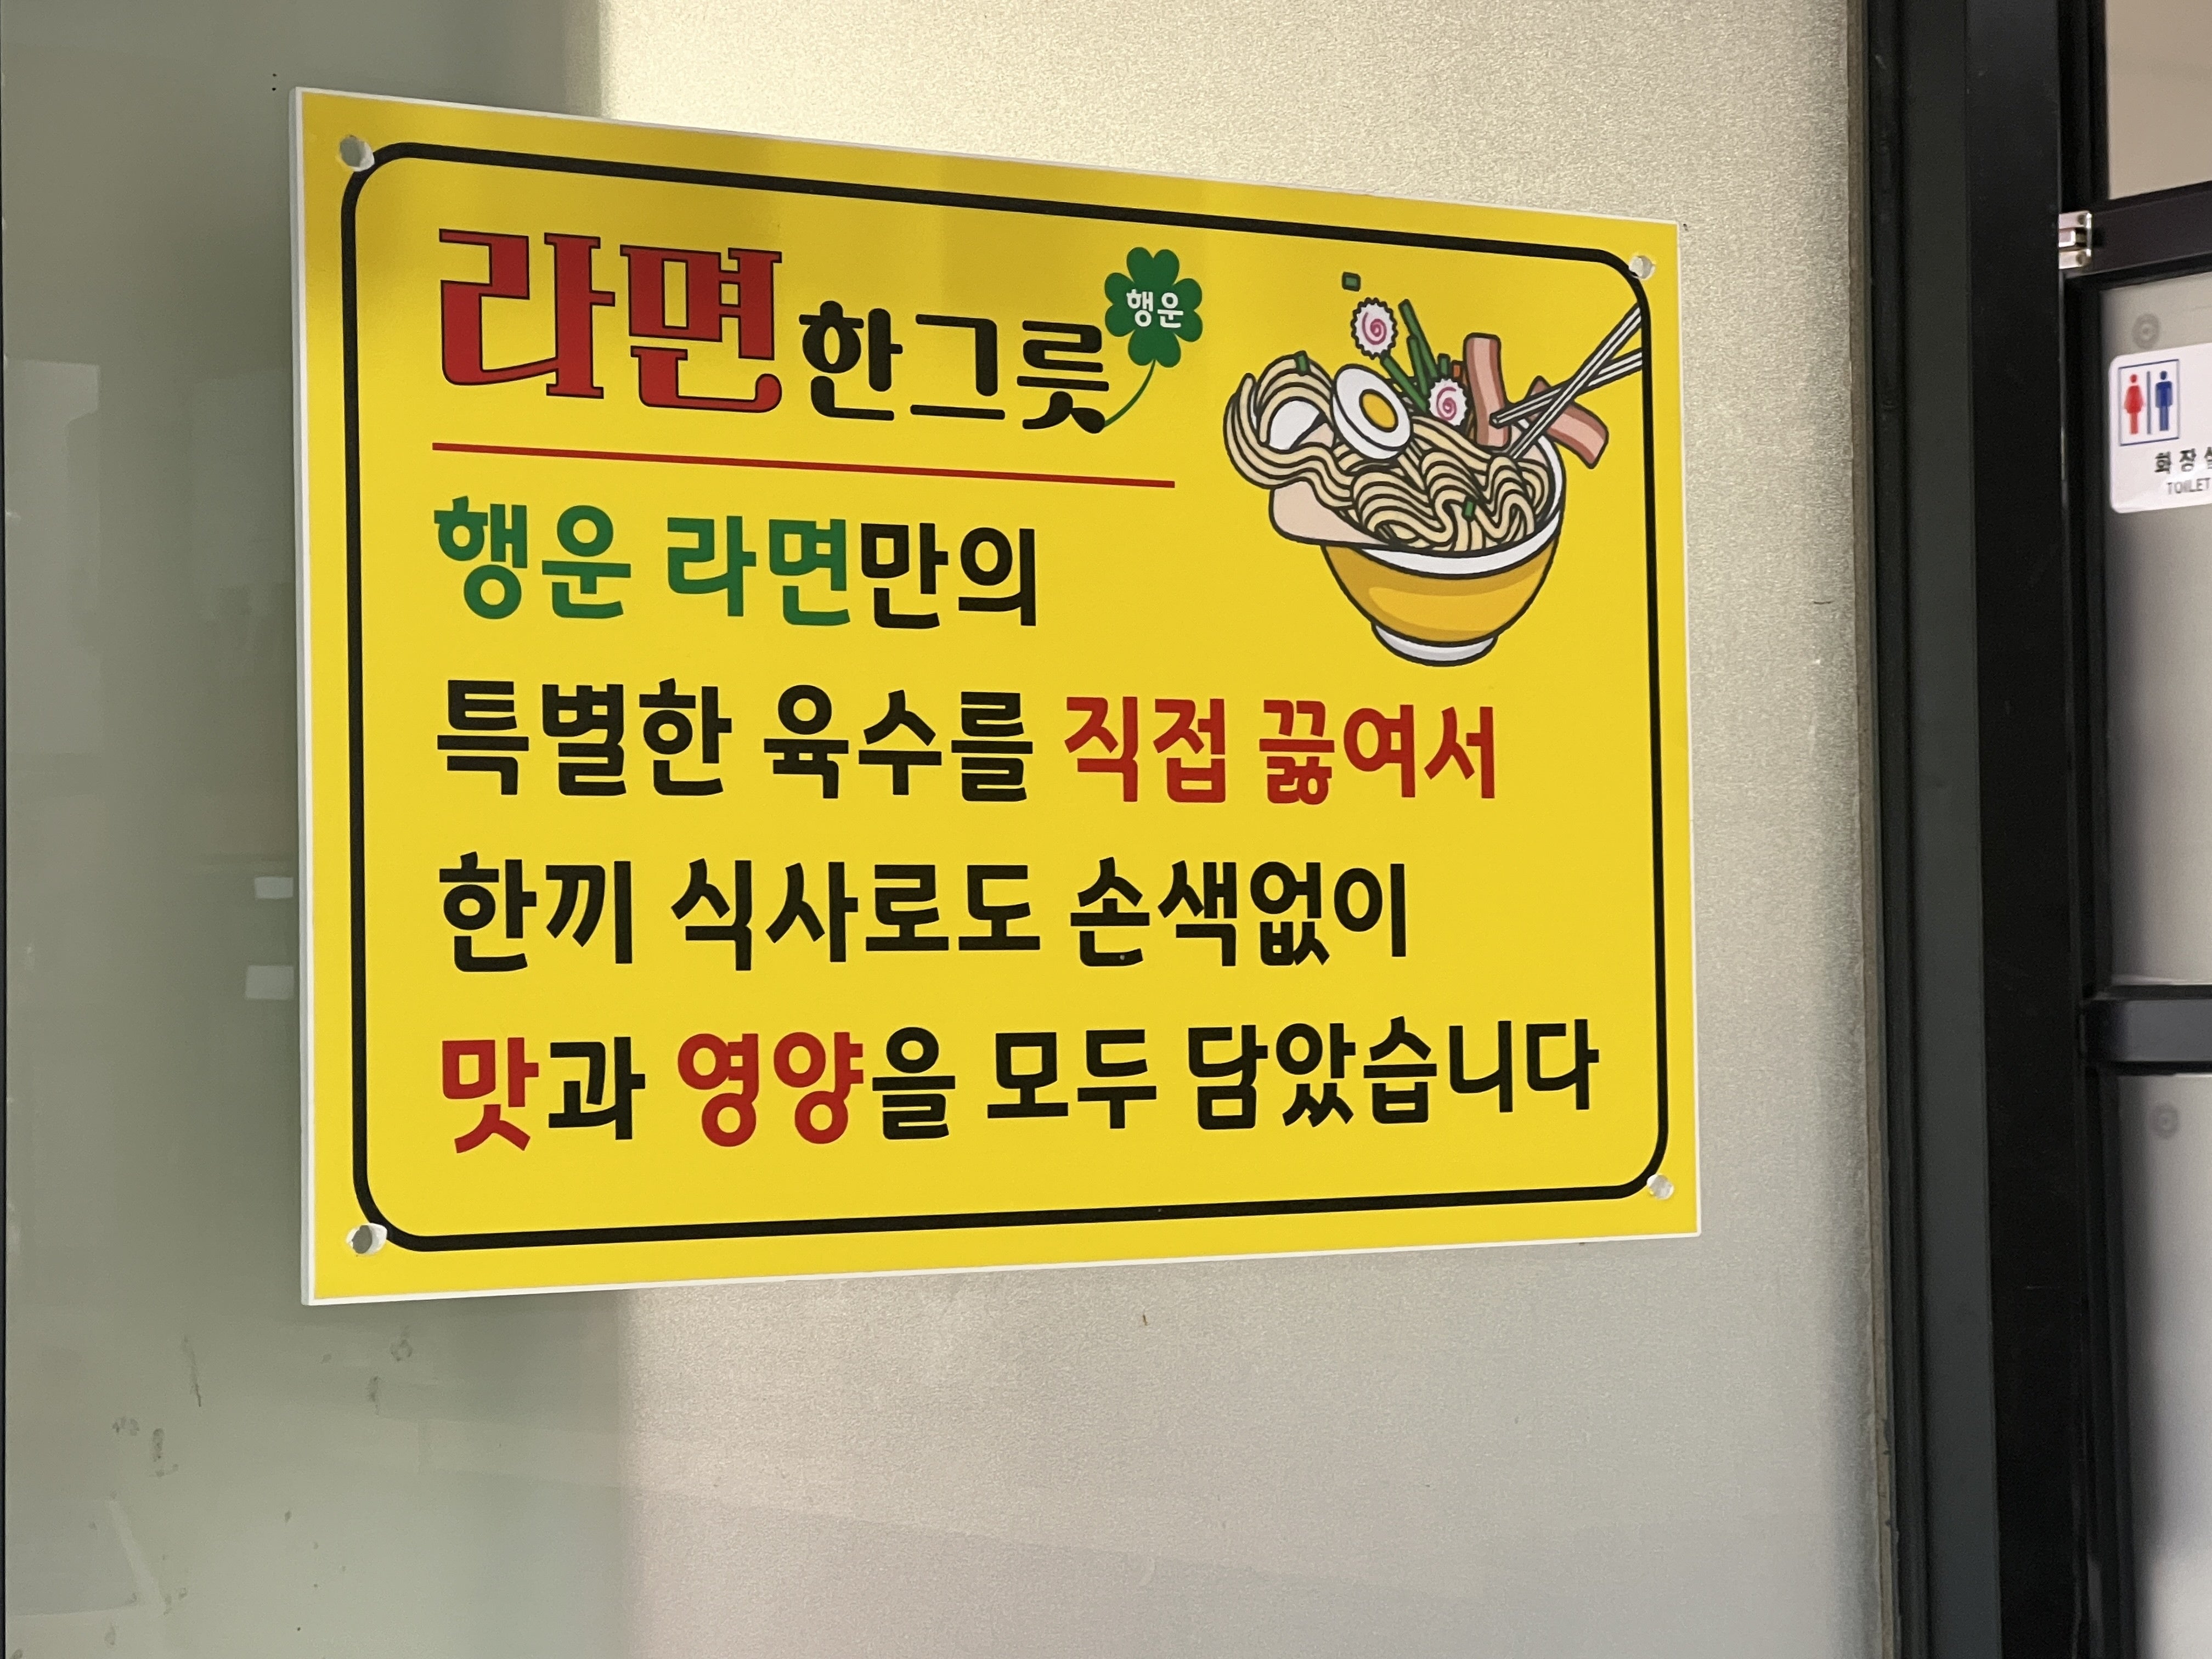 라면 한그릇
행운
행운 라면만의
특별한 육수를 직접 끓여서
한끼 식사로도 손색없이
맛과 영양을 모두 담았습니다
화장
TOILET